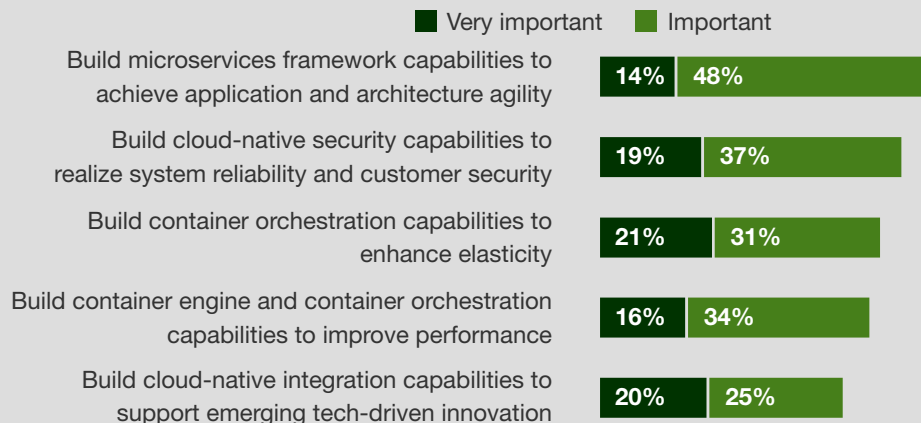 Very important Important
Build microservices framework capabilities to
achieve application and architecture agility
14% 48%
Build cloud-native security capabilities to
realize system reliability and customer security
19% 37%
Build container orchestration capabilities to
enhance elasticity
21% 31%
Build container engine and container orchestration
capabilities to improve performance
16% 34%
Build cloud-native integration capabilities to
support emerging tech-driven innovation
20% 25%